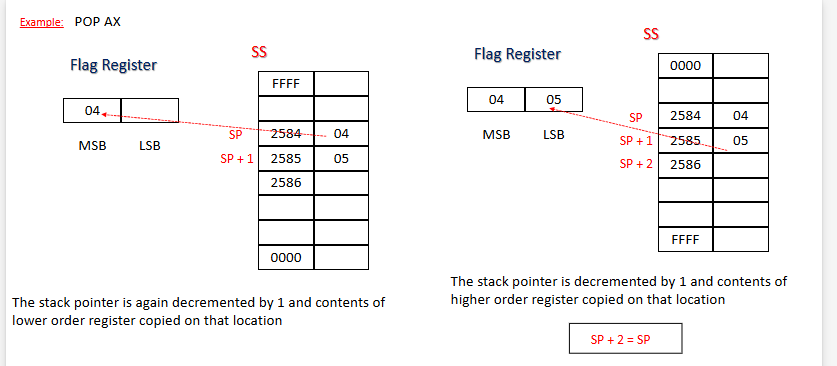 Example: POP AX
Flag Register
SS
FFFF
04
SP 2584 04
MSB LSB
SP + 1 2585 05
2586
0000
The stack pointer is again decremented by 1 and contents of
lower order register copied on that location
SS
Flag Register
0000
04 05
SP 2584 04
MSB LSB
SP + 1 2585 05
SP + 2 2586
FFFF
The stack pointer is decremented by 1 and contents of
higher order register copied on that location
SP + 2 = SP